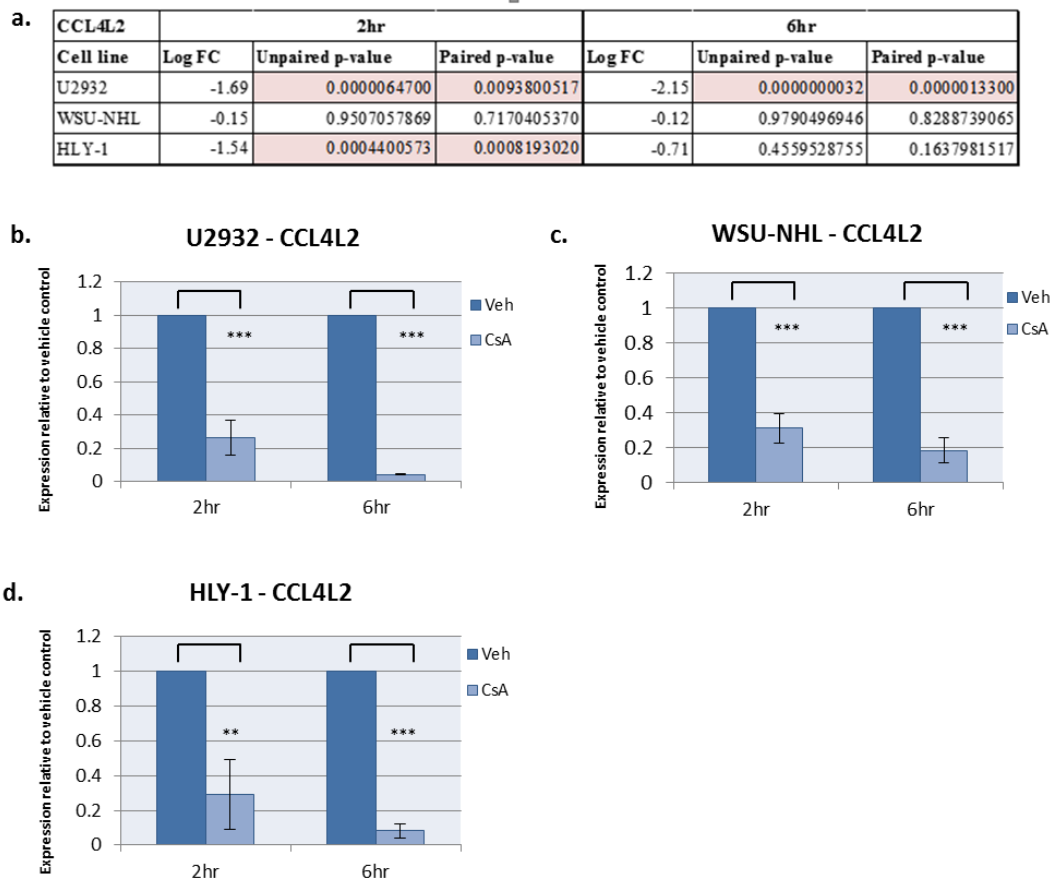 a.
CCL4L2 2hr 6hr
Cell line Log FC Unpaired p-value Paired p-value Log FC Unpaired p-value Paired p-value
U2932 -1.69 0.0000064700 0.0093800517 -2.15 0.0000000032 0.0000013300
WSU-NHL -0.15 0.9507057869 0.7170405370 -0.12 0.9790496946 0.8288739065
HLY-1 -1.54 0.0004400573 0.0008193020 -0.71 0.4559528755 0.1637981517
b.
U2932 - CCL4L2
Expression relative to vehicle control
1.2
1
0.8
0.6
0.4
0.2
0
*** ***
2hr 6hr
Veh
CsA
c.
WSU-NHL - CCL4L2
Expression relative to vehicle control
1.2
1
0.8
0.6
0.4
0.2
0
*** ***
2hr 6hr
Veh
CsA
d.
HLY-1 - CCL4L2
Expression relative to vehicle control
1.2
1
0.8
0.6
0.4
0.2
0
** ***
2hr 6hr
Veh
CsA